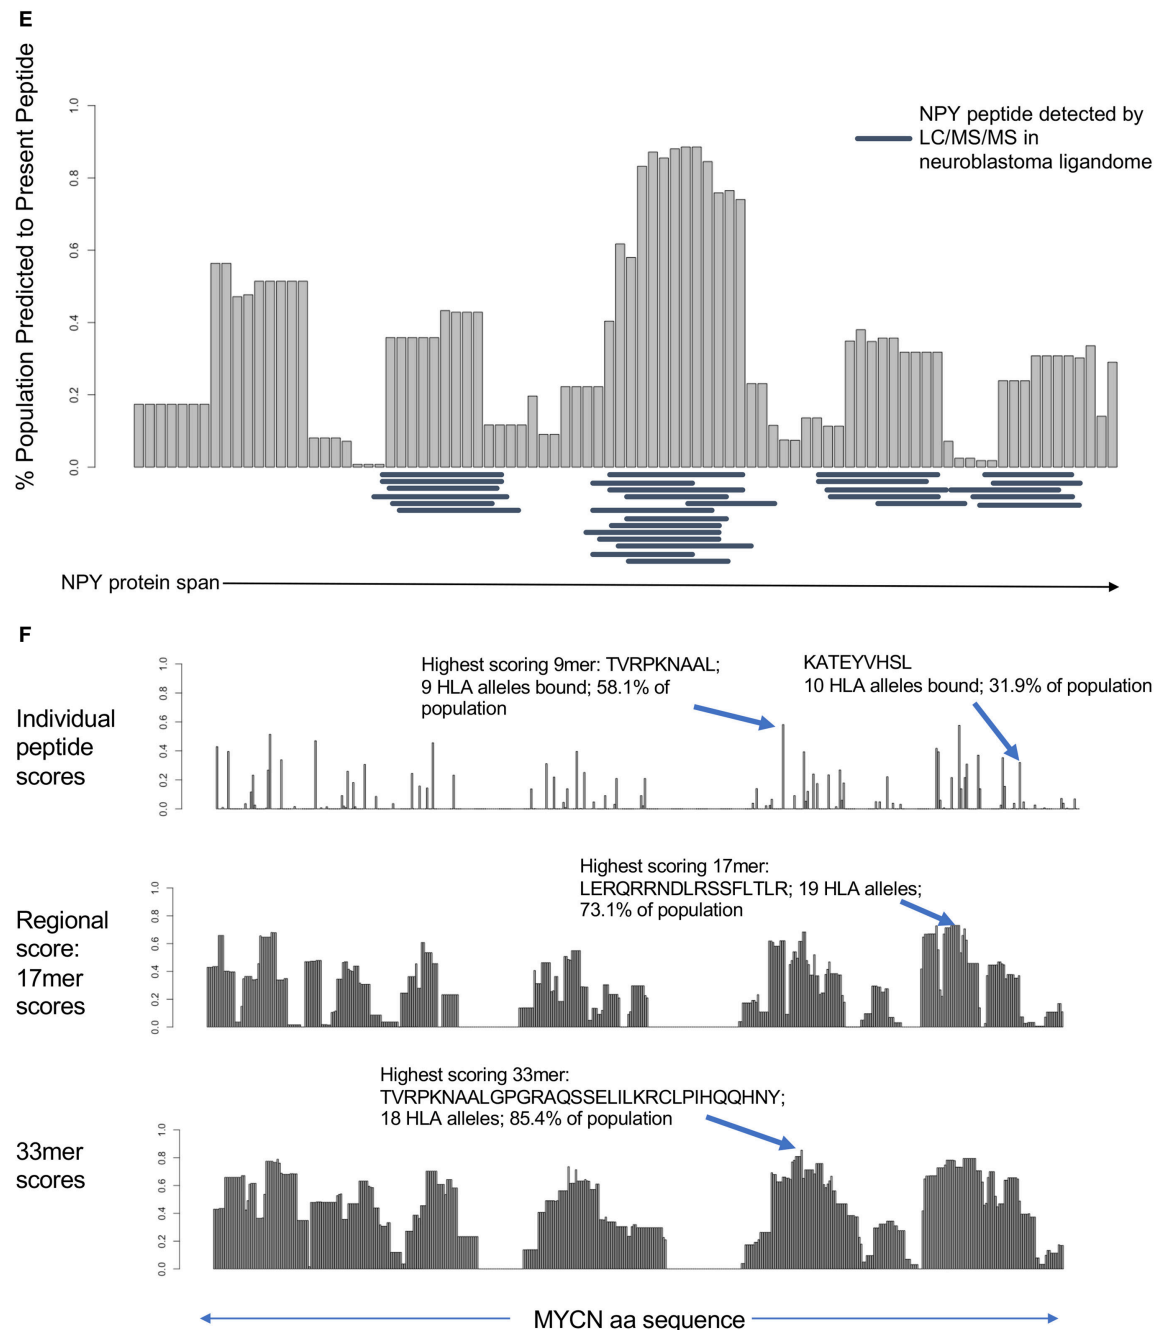 E
% Population Predicted to Present Peptide
1.0
0.8
0.6
0.4
0.2
0.0
NPY peptide detected by
LC/MS/MS in
neuroblastoma ligandome
NPY protein span
F
Individual
peptide
scores
1.0
0.8
0.6
0.4
0.2
0.0
Highest scoring 9mer: TVRPKNAAL;
9 HLA alleles bound; 58.1% of
population
KATEYVHSL
10 HLA alleles bound; 31.9% of population
Regional
score:
17mer
scores
1.0
0.8
0.6
0.4
0.2
0.0
Highest scoring 17mer:
LERQRRNDLRSSFLTLR; 19 HLA alleles;
73.1% of population
33mer
scores
1.0
0.8
0.6
0.4
0.2
0.0
Highest scoring 33mer:
TVRPKNAALGPGRAQSSELILKRCLPIHQQHNY;
18 HLA alleles; 85.4% of population
MYCN aa sequence